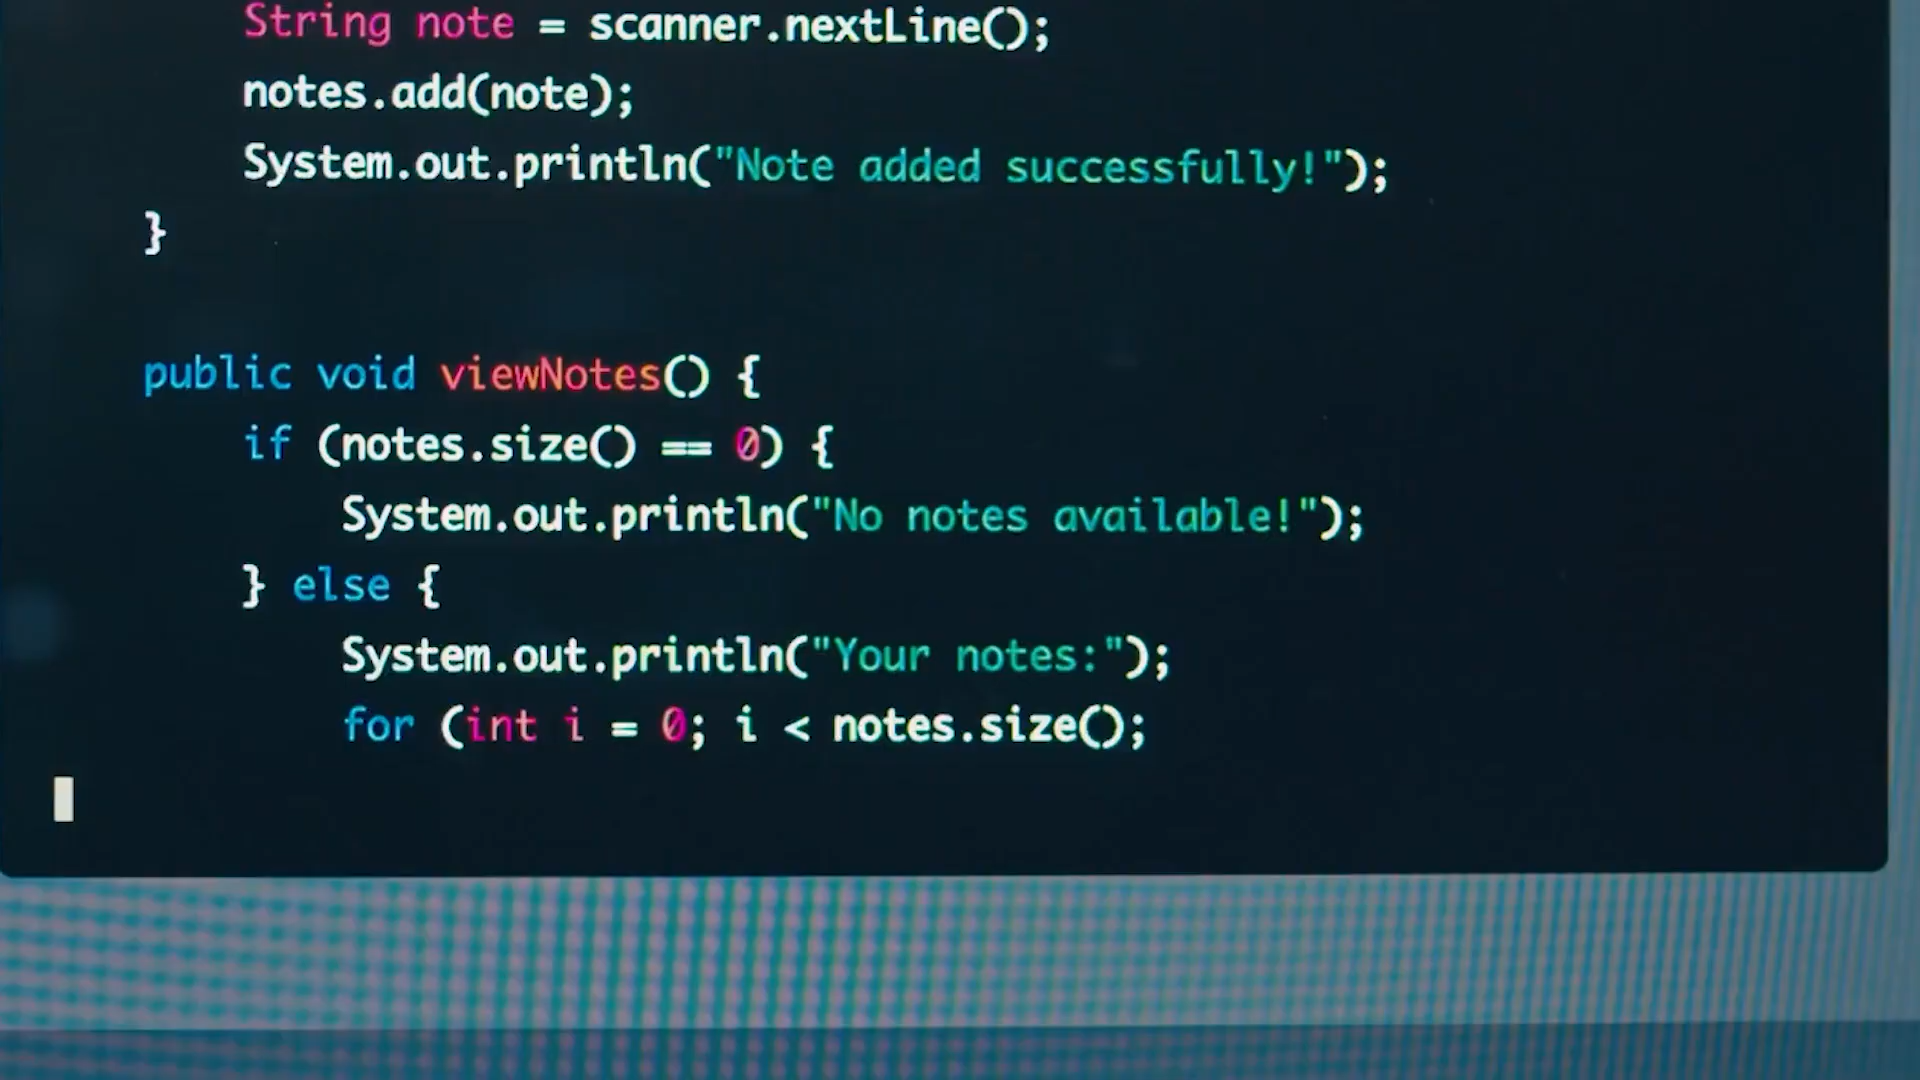 String note = scanner.nextLine();
notes.add(note);
System.out.println("Note added successfully!");
}
public void viewNotes() {
if (notes.size() == 0) {
System.out.println("No notes available!");
} else {
System.out.println("Your notes:");
for (int i = 0; i < notes.size();